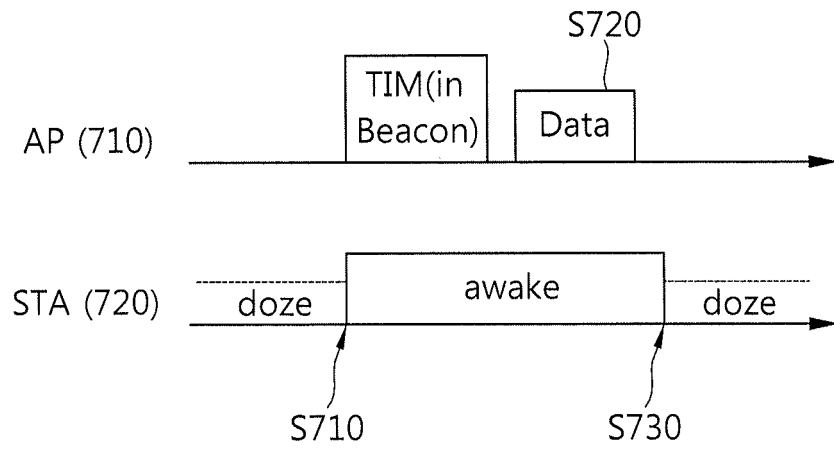 S720
TIM(in
Beacon)
Data
AP (710)
STA (720)
doze
awake
doze
S710
S730